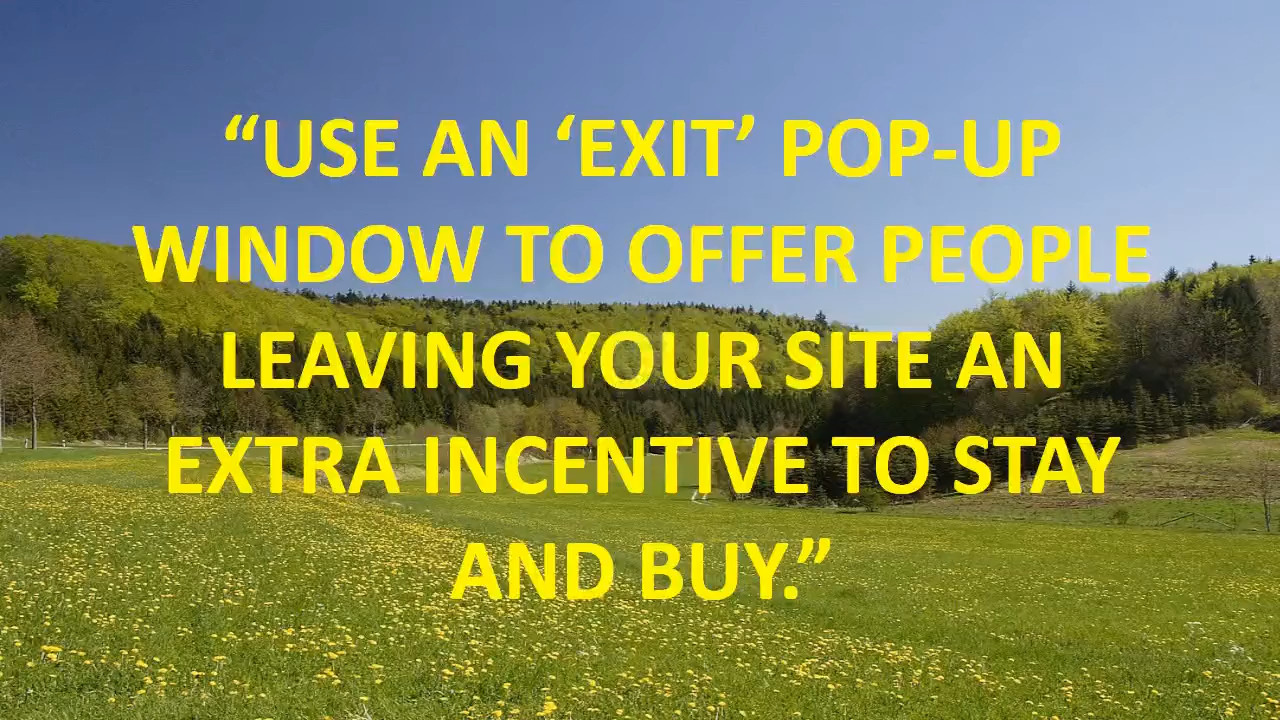 “USE AN ‘EXIT’ POP-UP
WINDOW TO OFFER PEOPLE
LEAVING YOUR SITE AN
EXTRA INCENTIVE TO STAY
AND BUY.”